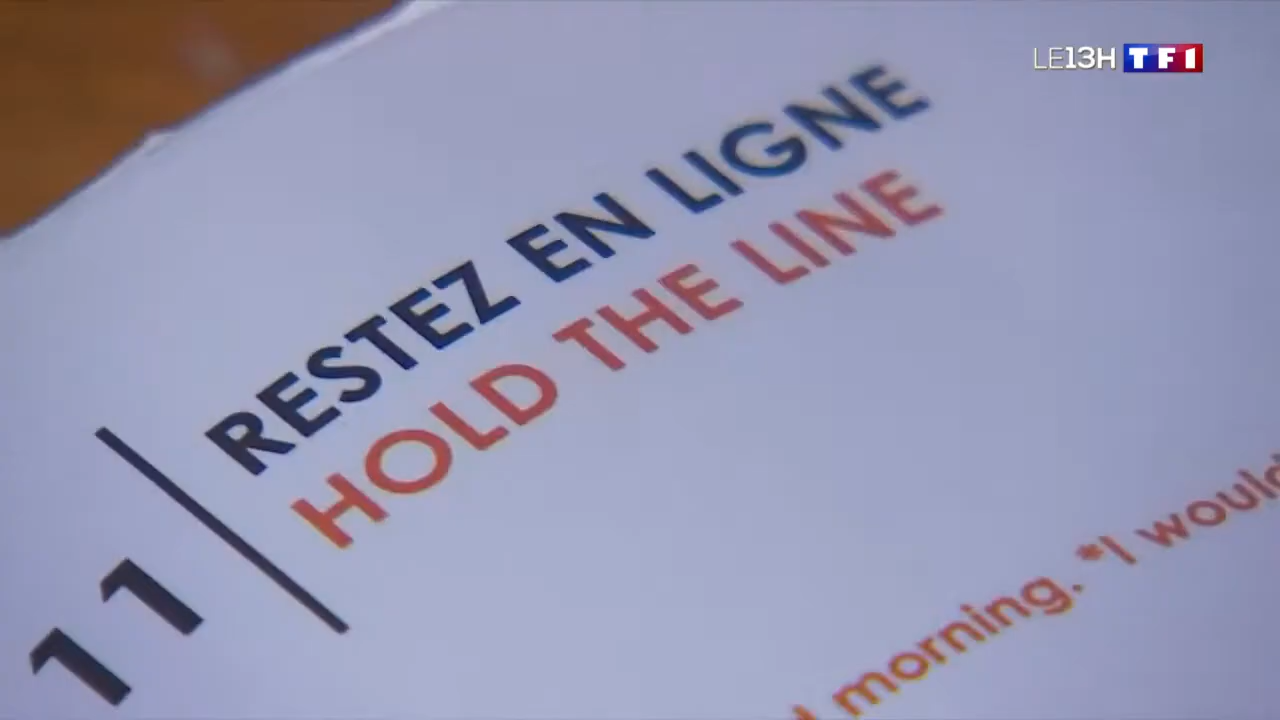 LE13H TF1
RESTEZ EN LIGNE
HOLD THE LINE
11
morning. *I would